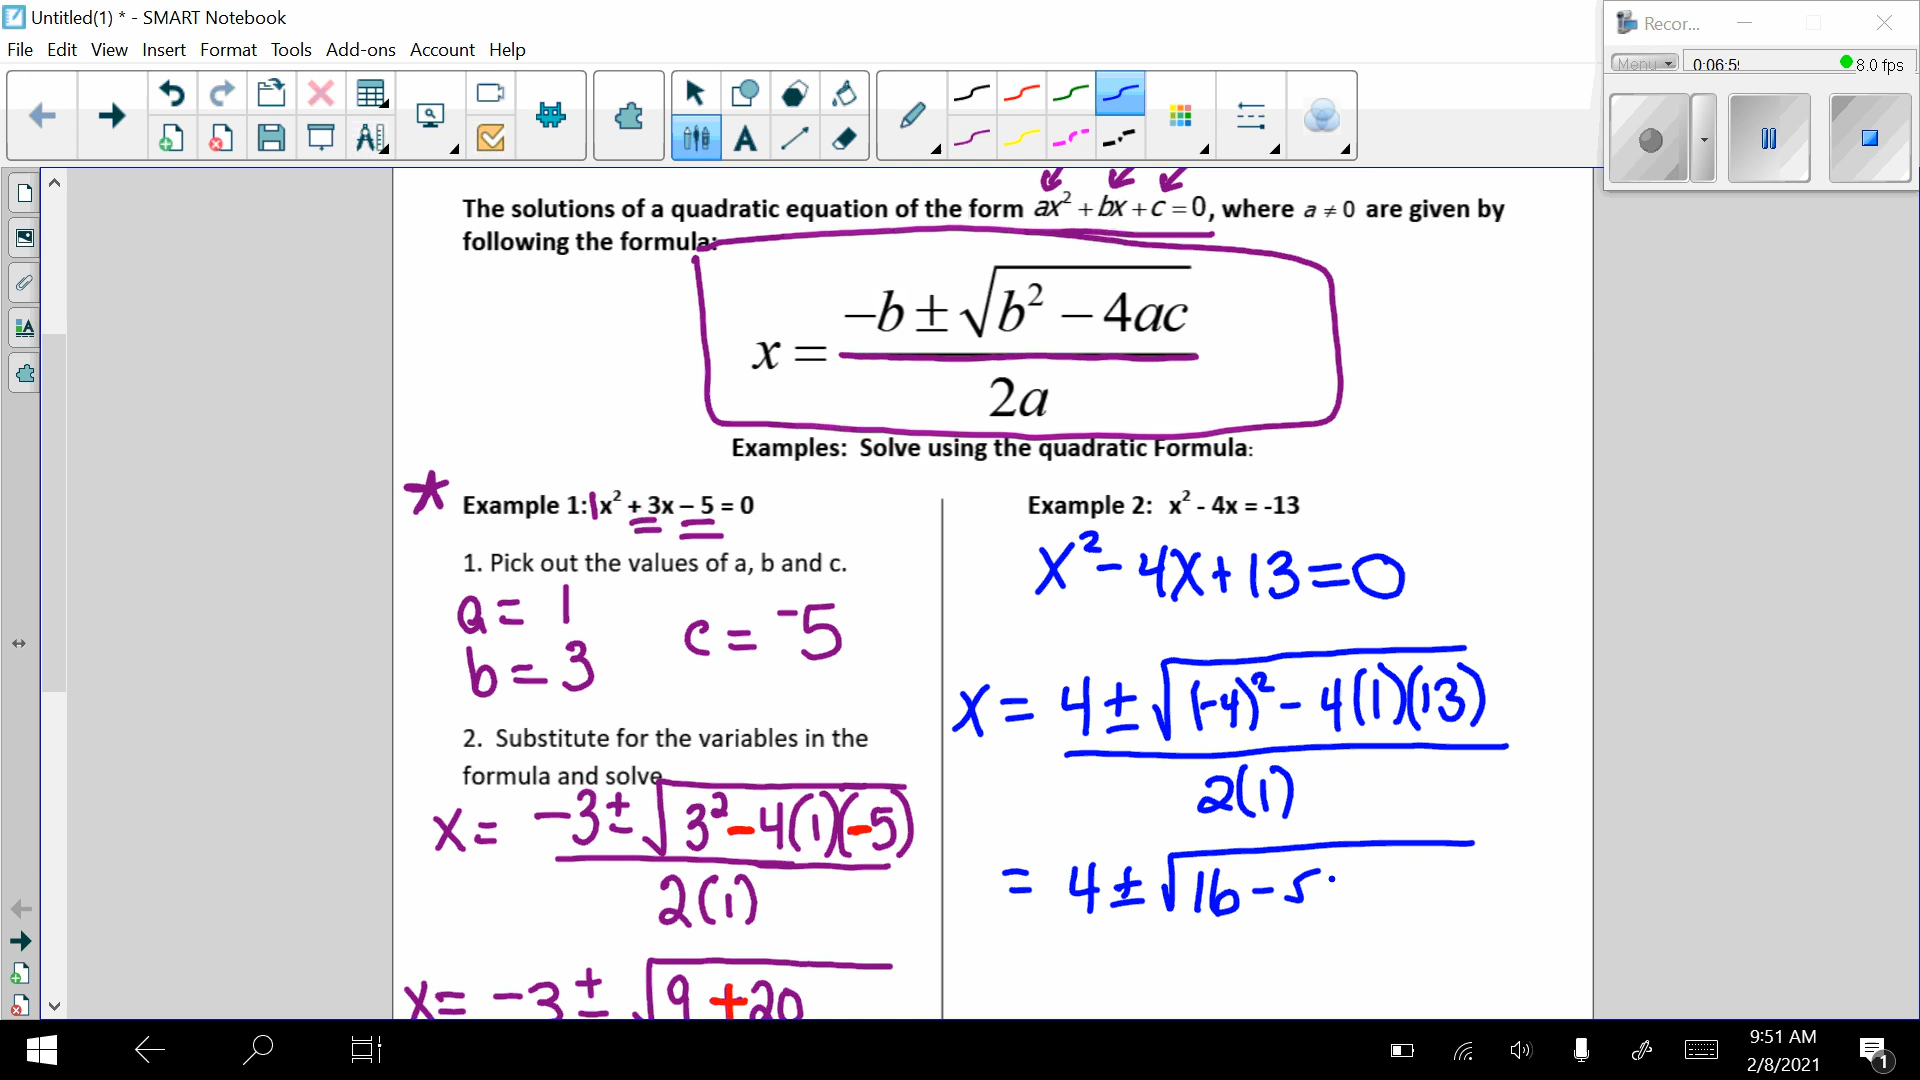 Untitled(1) * - SMART Notebook
File Edit View Insert Format Tools Add-ons Account Help
Recor...
Menu 0:06:5 8.0 fps
The solutions of a quadratic equation of the form ax² + bx + c = 0, where a ≠ 0 are given by
following the formula:
x = (−b ± √(b² − 4ac)) / 2a
Examples: Solve using the quadratic Formula:
* Example 1: 1x² + 3x – 5 = 0
1. Pick out the values of a, b and c.
a = 1
b = 3
c = -5
2. Substitute for the variables in the
formula and solve
x = (-3 ± √(3² - 4(1)(-5))) / 2(1)
x = -3 ± √(9 + 20)
Example 2: x² - 4x = -13
x² - 4x + 13 = 0
x = (4 ± √((-4)² - 4(1)(13))) / 2(1)
= 4 ± √(16 - 5
9:51 AM
2/8/2021
1